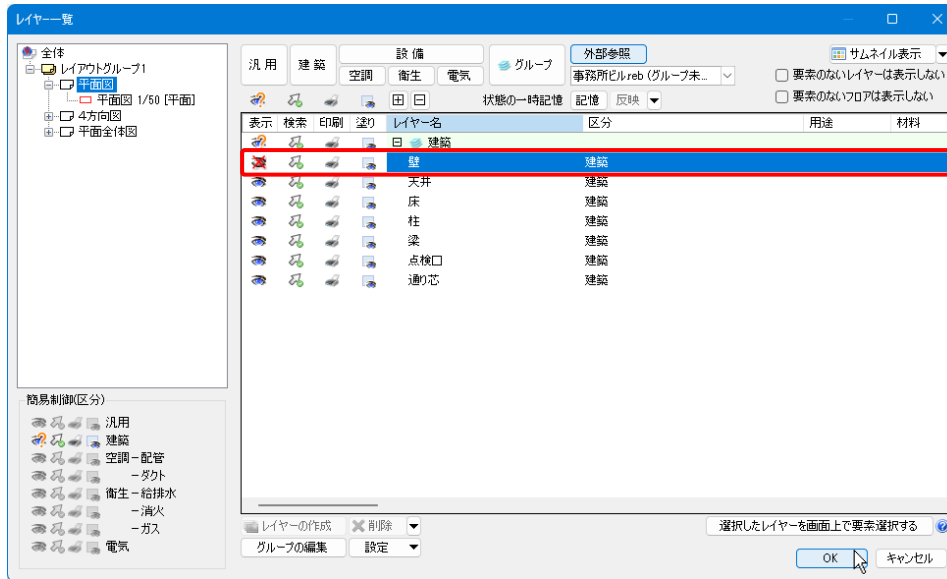 レイヤー一覧
全体
レイアウトグループ1
平面図
平面図 1/50 [平面]
4方向図
平面全体図
汎用 建築 設備 グループ 外部参照 サムネイル表示
空調 衛生 電気 事務所ビル.reb (グループ未... 要素のないレイヤーは表示しない
状態の一時記憶 記憶 反映 要素のないフロアは表示しない
表示 検索 印刷 塗り レイヤー名 区分 用途 材料
建築
壁 建築
天井 建築
床 建築
柱 建築
梁 建築
点検口 建築
通り芯 建築
簡易制御(区分)
汎用
建築
空調-配管
-ダクト
衛生-給排水
-消火
-ガス
電気
レイヤーの作成 削除 選択したレイヤーを画面上で要素選択する
グループの編集 設定
OK キャンセル